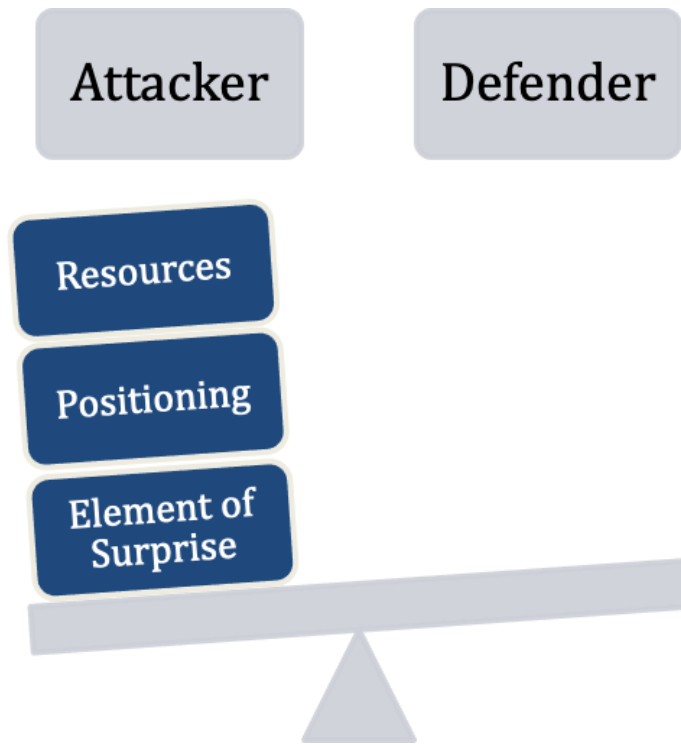 Attacker
Defender
Resources
Positioning
Element of
Surprise